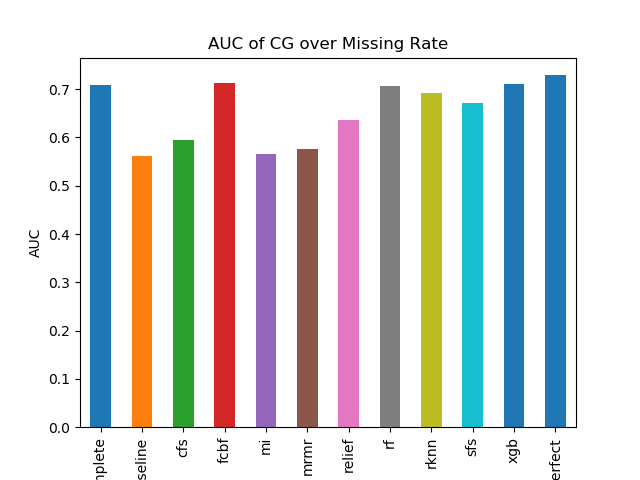 AUC of CG over Missing Rate
AUC
0.7
0.6
0.5
0.4
0.3
0.2
0.1
0.0
nplete
seline
cfs
fcbf
mi
mrmr
relief
rf
rknn
sfs
xgb
erfect